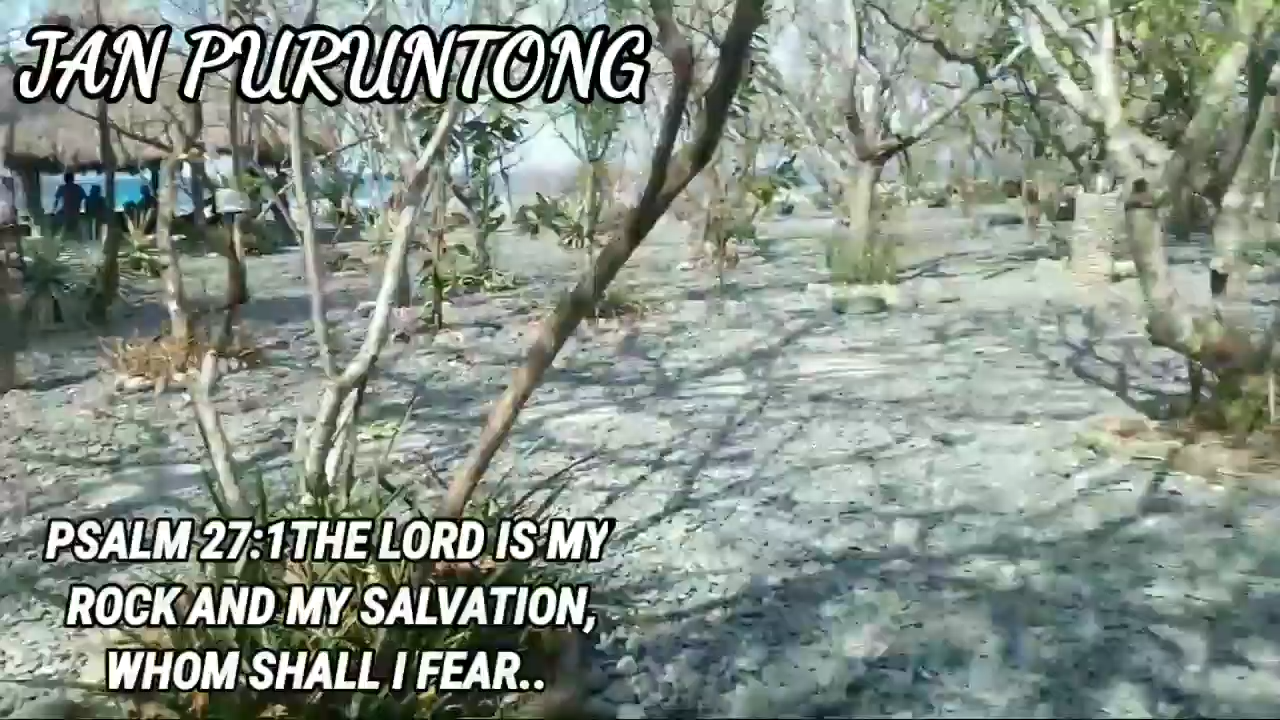 JAN PURUNTONG
PSALM 27:1THE LORD IS MY
ROCK AND MY SALVATION,
WHOM SHALL I FEAR..